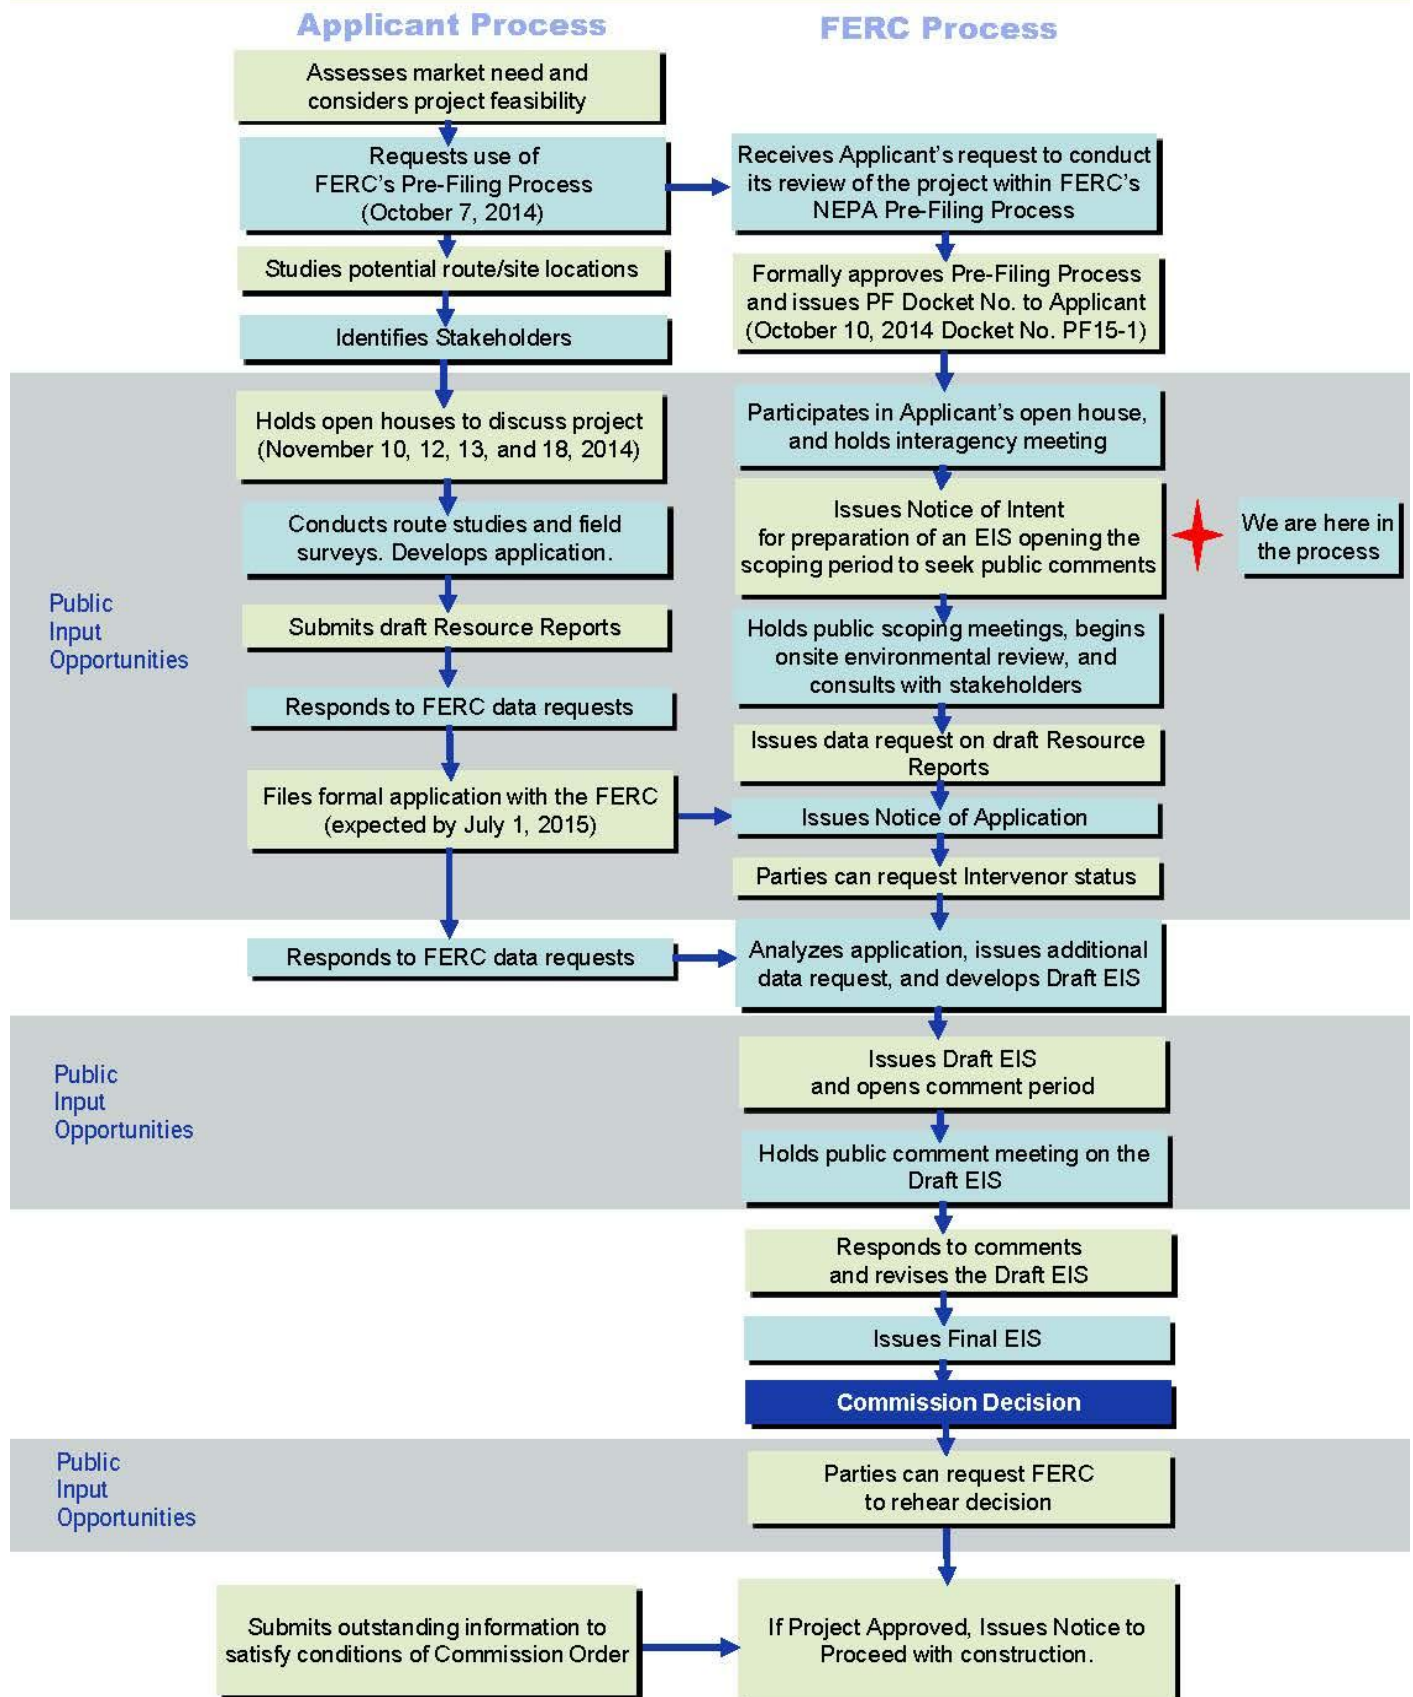 Applicant Process
FERC Process
Assesses market need and
considers project feasibility
Requests use of
FERC's Pre-Filing Process
(October 7, 2014)
Receives Applicant's request to conduct
its review of the project within FERC's
NEPA Pre-Filing Process
Studies potential route/site locations
Formally approves Pre-Filing Process
and issues PF Docket No. to Applicant
(October 10, 2014 Docket No. PF15-1)
Identifies Stakeholders
Public
Input
Opportunities
Holds open houses to discuss project
(November 10, 12, 13, and 18, 2014)
Participates in Applicant's open house,
and holds interagency meeting
Conducts route studies and field
surveys. Develops application.
Issues Notice of Intent
for preparation of an EIS opening the
scoping period to seek public comments
We are here in
the process
Submits draft Resource Reports
Holds public scoping meetings, begins
onsite environmental review, and
consults with stakeholders
Responds to FERC data requests
Issues data request on draft Resource
Reports
Files formal application with the FERC
(expected by July 1, 2015)
Issues Notice of Application
Parties can request Intervenor status
Responds to FERC data requests
Analyzes application, issues additional
data request, and develops Draft EIS
Public
Input
Opportunities
Issues Draft EIS
and opens comment period
Holds public comment meeting on the
Draft EIS
Responds to comments
and revises the Draft EIS
Issues Final EIS
Commission Decision
Public
Input
Opportunities
Parties can request FERC
to rehear decision
Submits outstanding information to
satisfy conditions of Commission Order
If Project Approved, Issues Notice to
Proceed with construction.